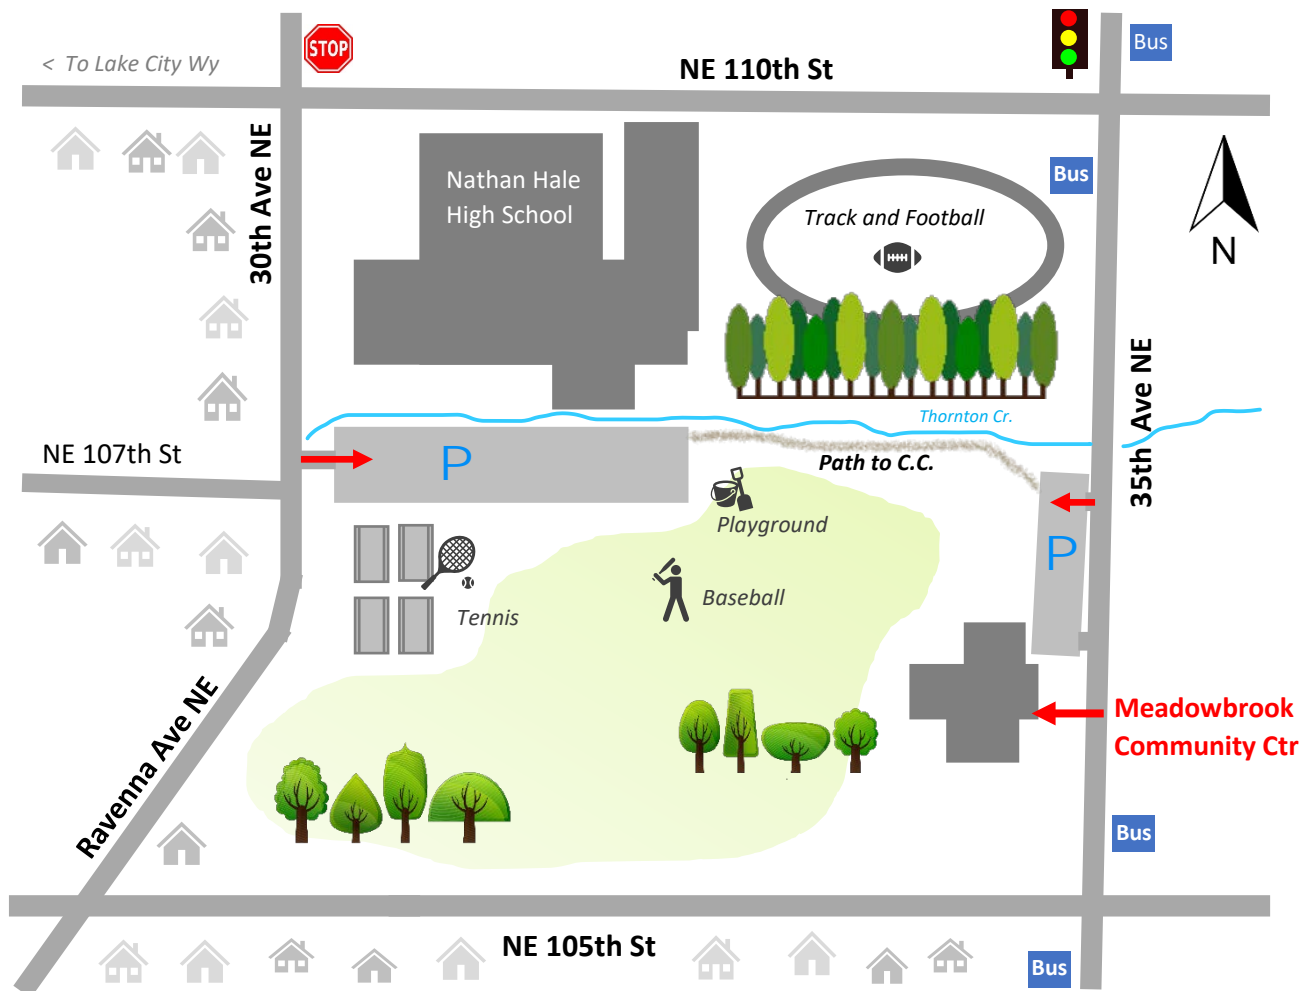 STOP
Bus
< To Lake City Wy
NE 110th St
30th Ave NE
Nathan Hale
High School
Bus
Track and Football
N
35th Ave NE
Thornton Cr.
NE 107th St
P
Path to C.C.
Playground
P
Baseball
Tennis
Ravenna Ave NE
Meadowbrook
Community Ctr
Bus
NE 105th St
Bus